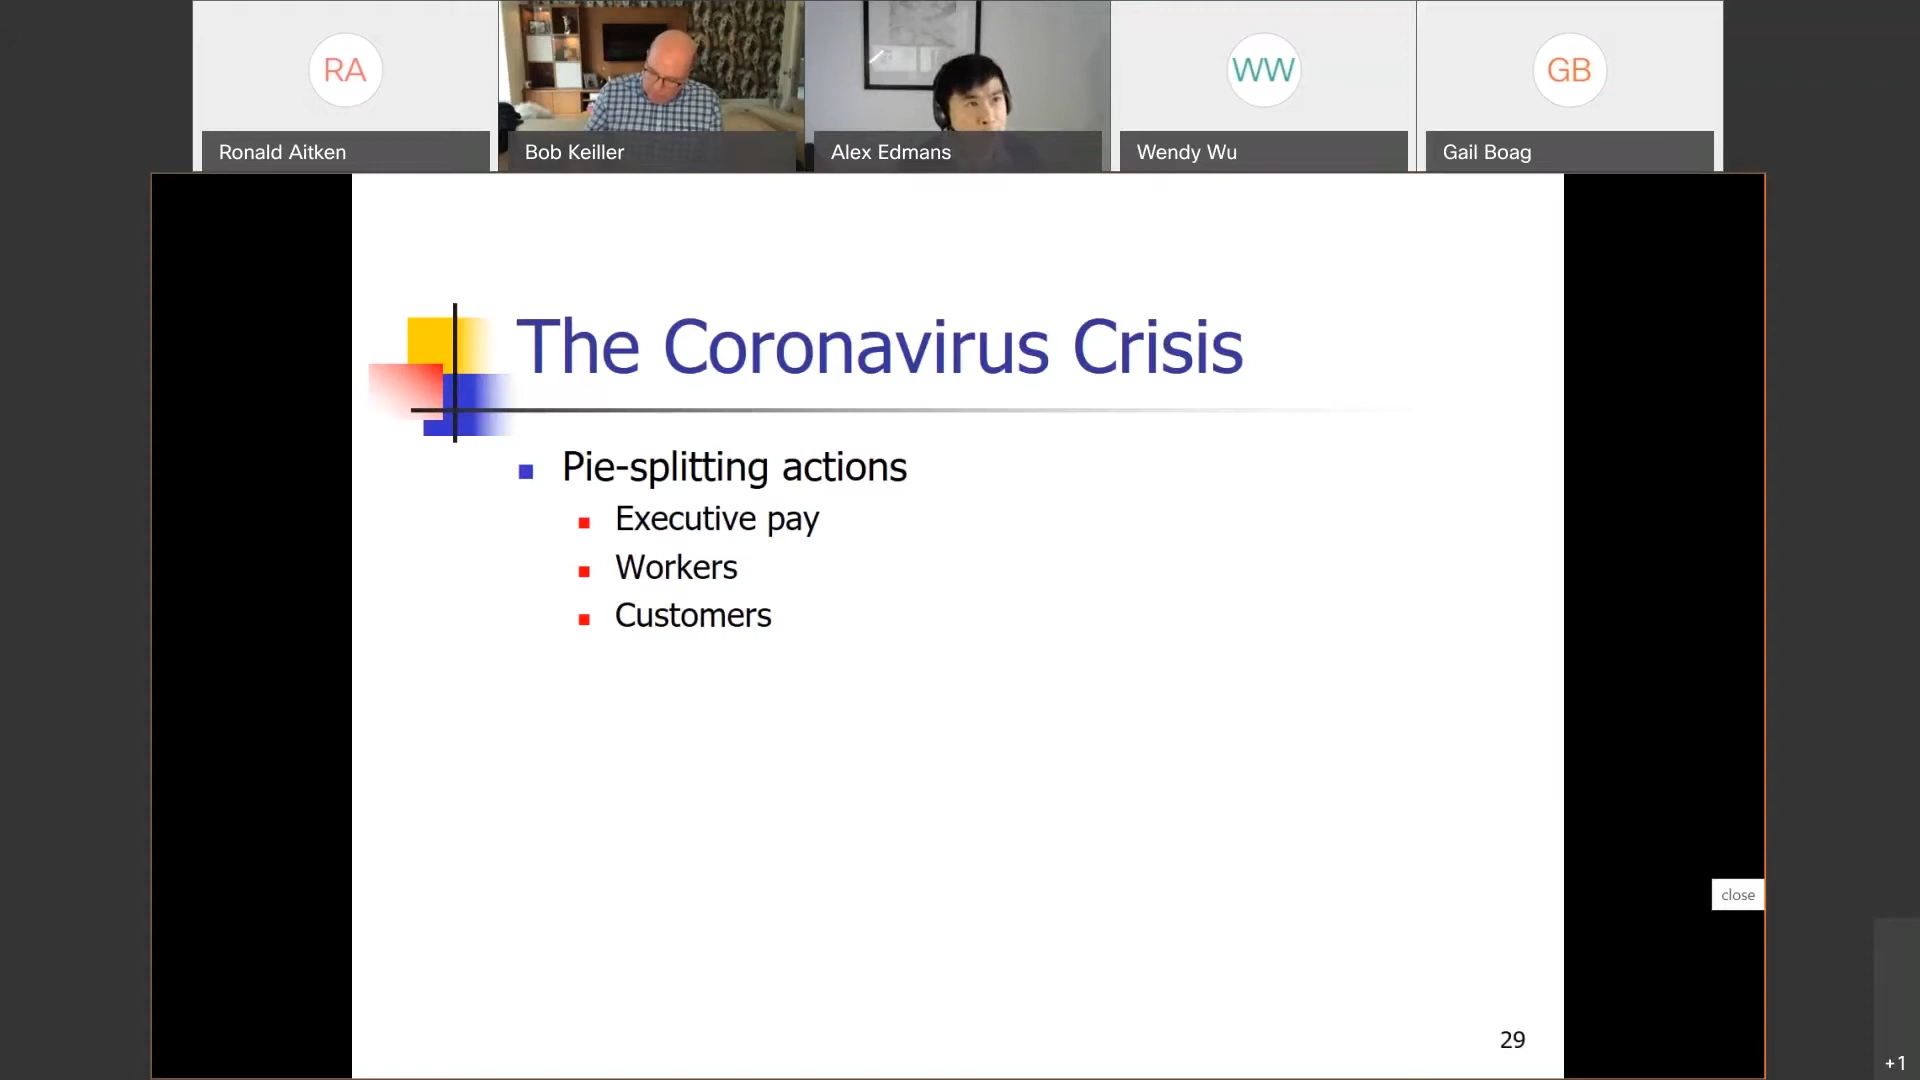 RA
WW
GB
Ronald Aitken
Bob Keiller
Alex Edmans
Wendy Wu
Gail Boag
The Coronavirus Crisis
Pie-splitting actions
Executive pay
Workers
Customers
close
29
+1